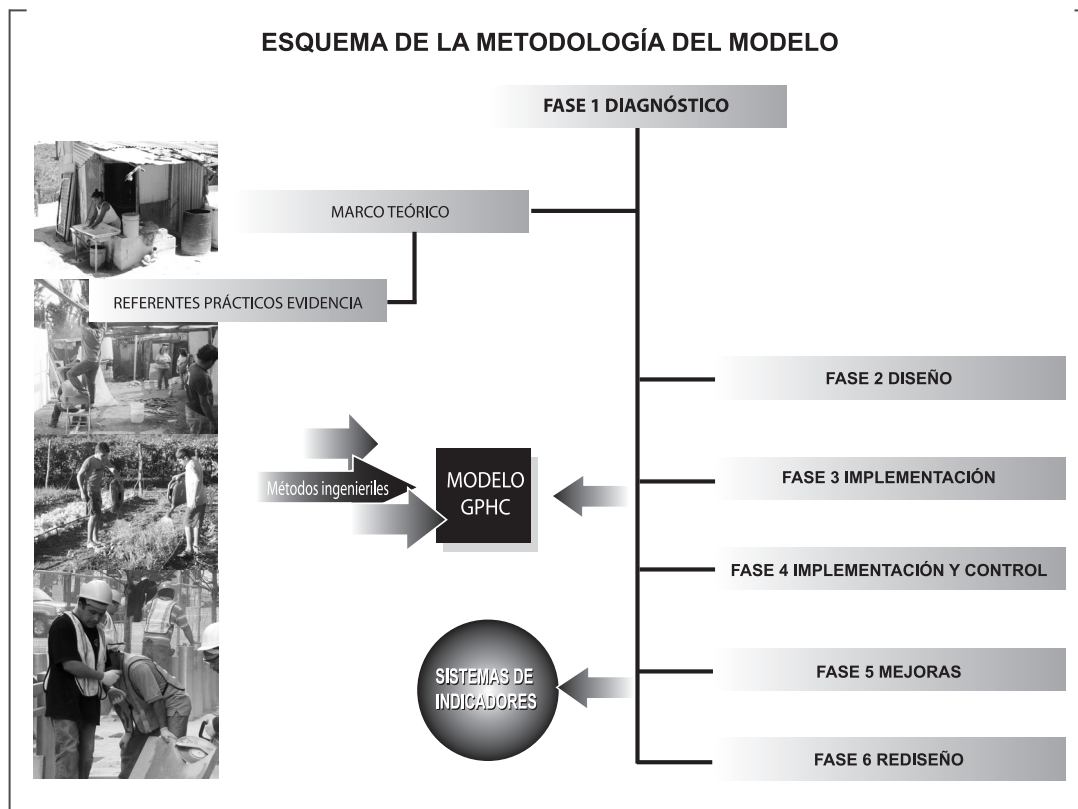 ESQUEMA DE LA METODOLOGÍA DEL MODELO
FASE 1 DIAGNÓSTICO
MARCO TEÓRICO
REFERENTES PRÁCTICOS EVIDENCIA
FASE 2 DISEÑO
Métodos ingenieriles
MODELO
GPHC
FASE 3 IMPLEMENTACIÓN
FASE 4 IMPLEMENTACIÓN Y CONTROL
SISTEMAS DE
INDICADORES
FASE 5 MEJORAS
FASE 6 REDISEÑO